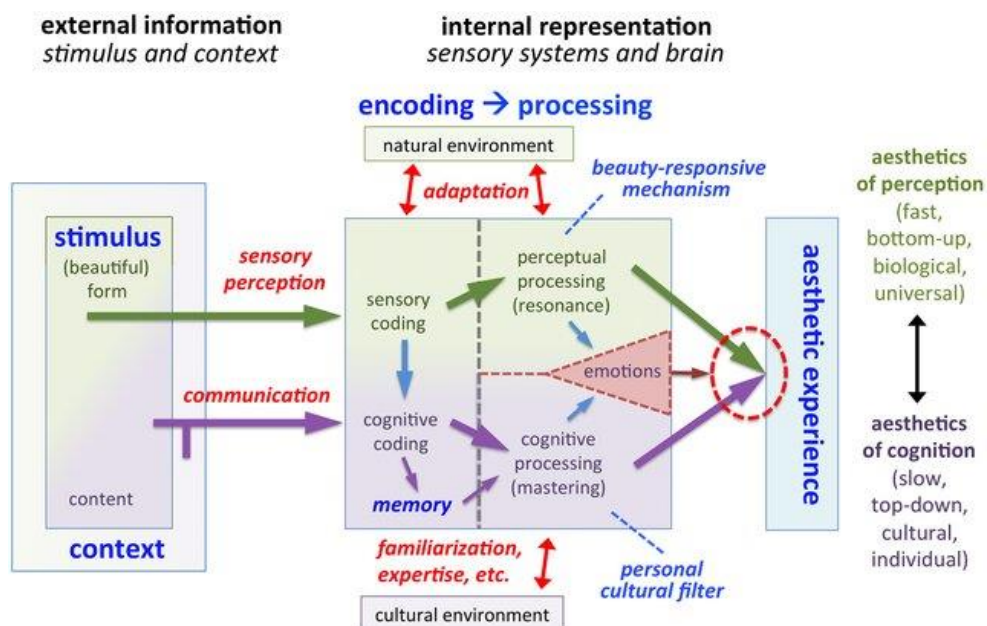 external information
stimulus and context
internal representation
sensory systems and brain
encoding → processing
natural environment
adaptation
beauty-responsive
mechanism
stimulus
(beautiful)
form
content
context
sensory
perception
communication
sensory
coding
cognitive
coding
memory
perceptual
processing
(resonance)
emotions
cognitive
processing
(mastering)
familiarization,
expertise, etc.
cultural environment
personal
cultural filter
aesthetic experience
aesthetics
of perception
(fast,
bottom-up,
biological,
universal)
aesthetics
of cognition
(slow,
top-down,
cultural,
individual)